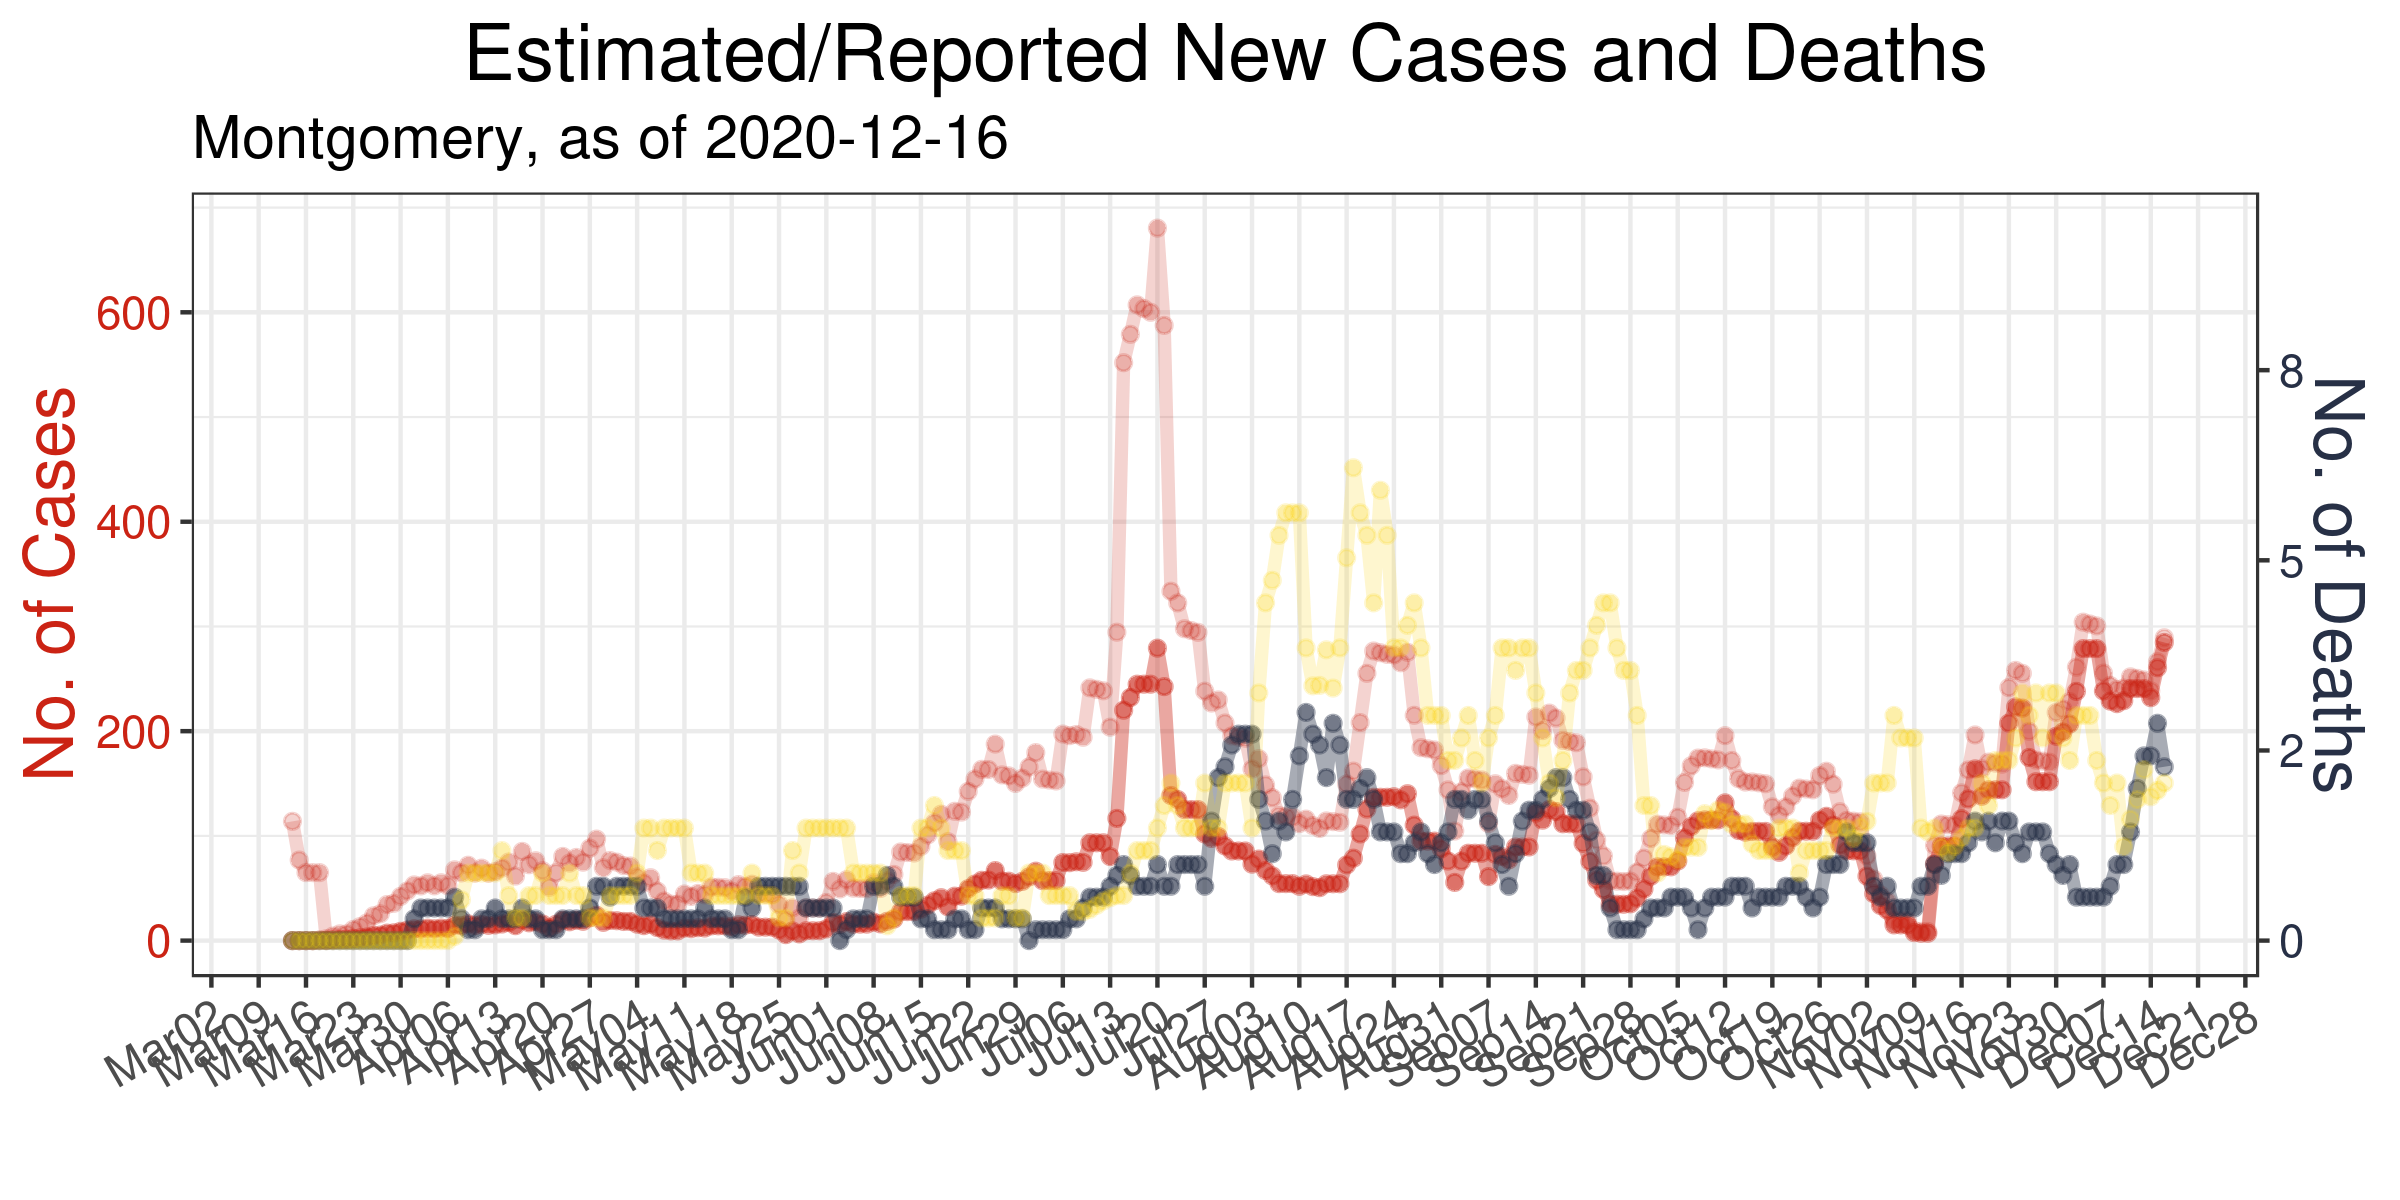 Estimated/Reported New Cases and Deaths
Montgomery, as of 2020-12-16
No. of Cases
600
400
200
0
No. of Deaths
8
5
2
0
Mar02
Mar09
Mar16
Mar23
Mar30
Apr06
Apr13
Apr20
Apr27
May04
May11
May18
May25
Jun01
Jun08
Jun15
Jun22
Jun29
Jul06
Jul13
Jul20
Jul27
Aug03
Aug10
Aug17
Aug24
Aug31
Sep07
Sep14
Sep21
Sep28
Oct05
Oct12
Oct19
Oct26
Nov02
Nov09
Nov16
Nov23
Nov30
Dec07
Dec14
Dec21
Dec28